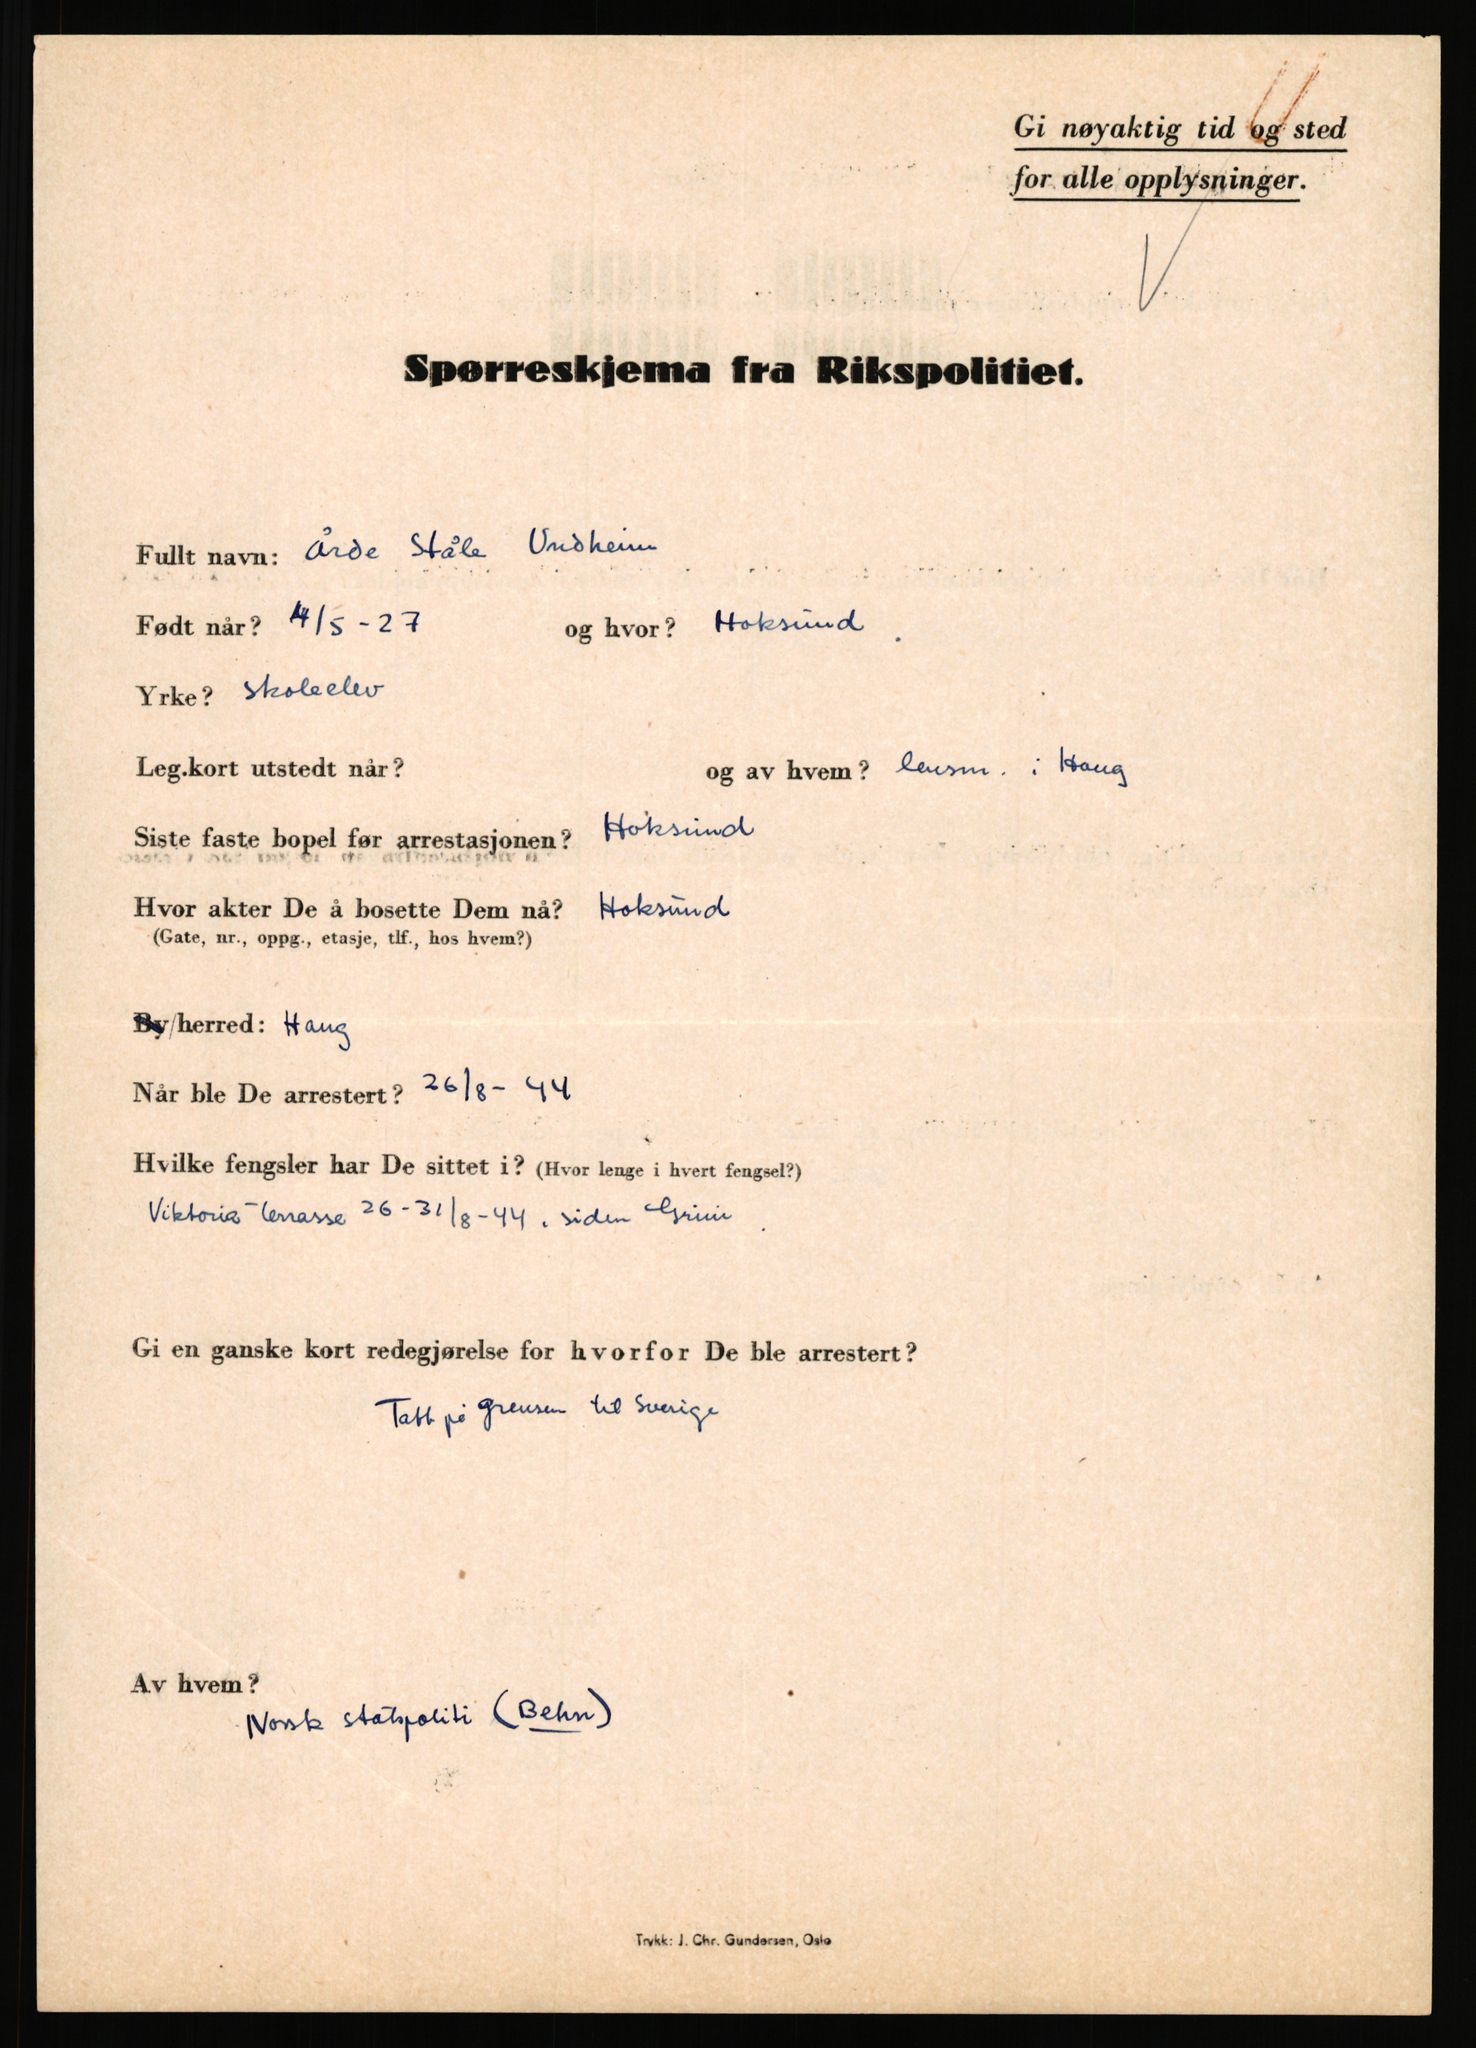 Gi nøyaktig tid og sted
for alle opplysninger.
Spørreskjema fra Rikspolitiet.
Fullt navn: Årde Ståle Undheim
Født når? 14/5-27 og hvor? Hoksund.
Yrke? Skoleelev
Leg.kort utstedt når? og av hvem? lensm. i Haug
Siste faste bopel før arrestasjonen? Hoksund
Hvor akter De å bosette Dem nå? Hoksund
(Gate, nr., oppg., etasje, tlf., hos hvem?)
By/herred: Haug
Når ble De arrestert? 26/8-44
Hvilke fengsler har De sittet i? (Hvor lenge i hvert fengsel?)
Viktoria Terrasse 26-31/8-44, siden Grini.
Gi en ganske kort redegjørelse for hvorfor De ble arrestert?
Tatt på grensen til Sverige
Av hvem?
Norsk statspoliti (Behn)
Trykk: J. Chr. Gundersen, Oslo